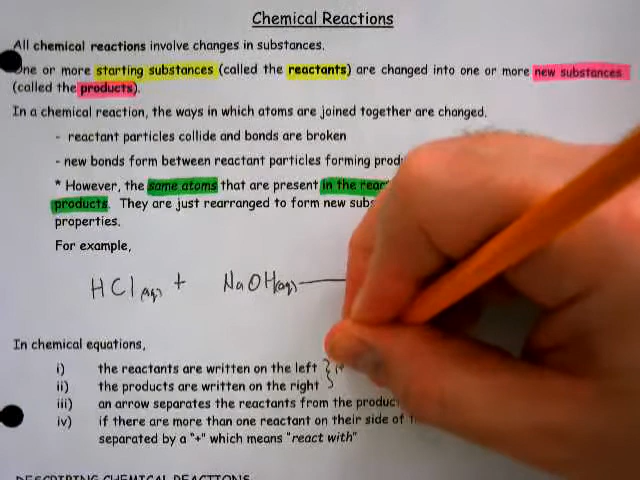 Chemical Reactions
All chemical reactions involve changes in substances.
One or more starting substances (called the reactants) are changed into one or more new substances
(called the products).
In a chemical reaction, the ways in which atoms are joined together are changed.
- reactant particles collide and bonds are broken
- new bonds form between reactant particles forming prod
* However, the same atoms that are present in the reac
products. They are just rearranged to form new subs
properties.
For example,
HCl(aq) + NaOH(aq)
In chemical equations,
i) the reactants are written on the left
ii) the products are written on the right
iii) an arrow separates the reactants from the produc
iv) if there are more than one reactant on their side of
separated by a "+" which means "react with"
DESCRIBING CHEMICAL REACTIONS